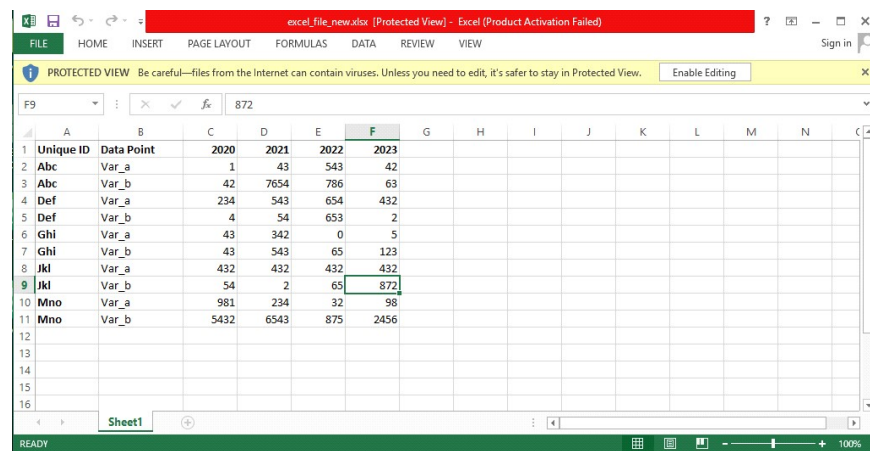 excel_file_new.xlsx [Protected View] - Excel (Product Activation Failed)
?
FILE HOME INSERT PAGE LAYOUT FORMULAS DATA REVIEW VIEW Sign in
PROTECTED VIEW Be careful—files from the Internet can contain viruses. Unless you need to edit, it's safer to stay in Protected View. Enable Editing
F9 fx 872
A B C D E F G H I J K L M N
1 Unique ID Data Point 2020 2021 2022 2023
2 Abc Var_a 1 43 543 42
3 Abc Var_b 42 7654 786 63
4 Def Var_a 234 543 654 432
5 Def Var_b 4 54 653 2
6 Ghi Var_a 43 342 0 5
7 Ghi Var_b 43 543 65 123
8 Jkl Var_a 432 432 432 432
9 Jkl Var_b 54 2 65 872
10 Mno Var_a 981 234 32 98
11 Mno Var_b 5432 6543 875 2456
12
13
14
15
16
Sheet1
READY 100%